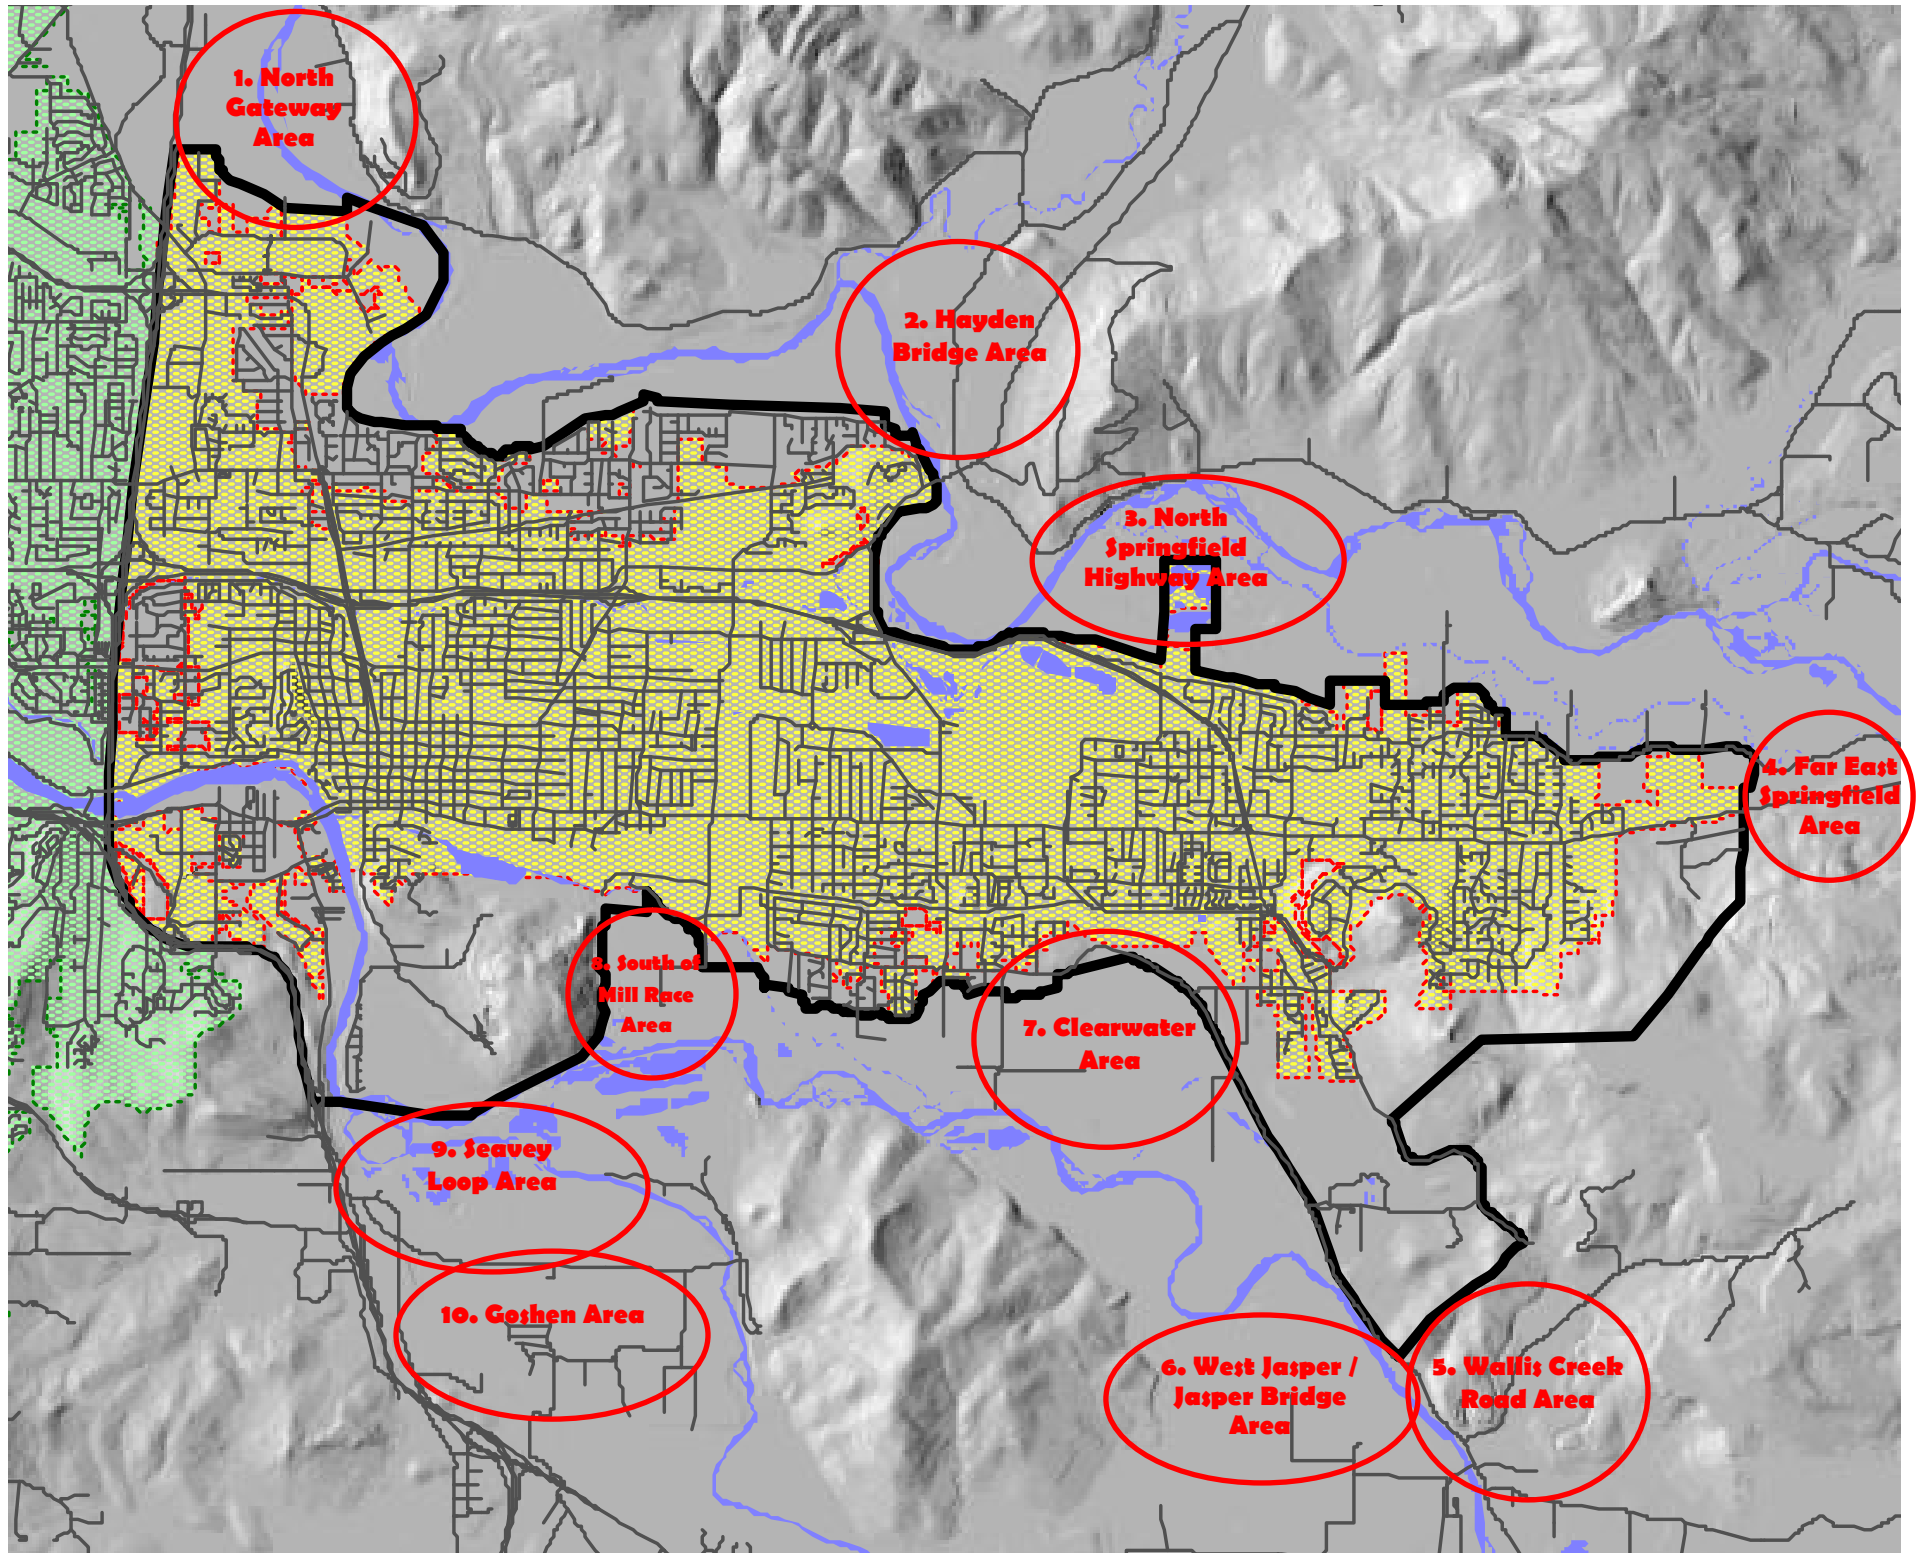 1. North
Gateway
Area
2. Hayden
Bridge Area
3. North
Springfield
Highway Area
4. Far East
Springfield
Area
5. Wallis Creek
Road Area
6. West Jasper /
Jasper Bridge
Area
7. Clearwater
Area
8. South of
Mill Race
Area
9. Seavey
Loop Area
10. Goshen Area